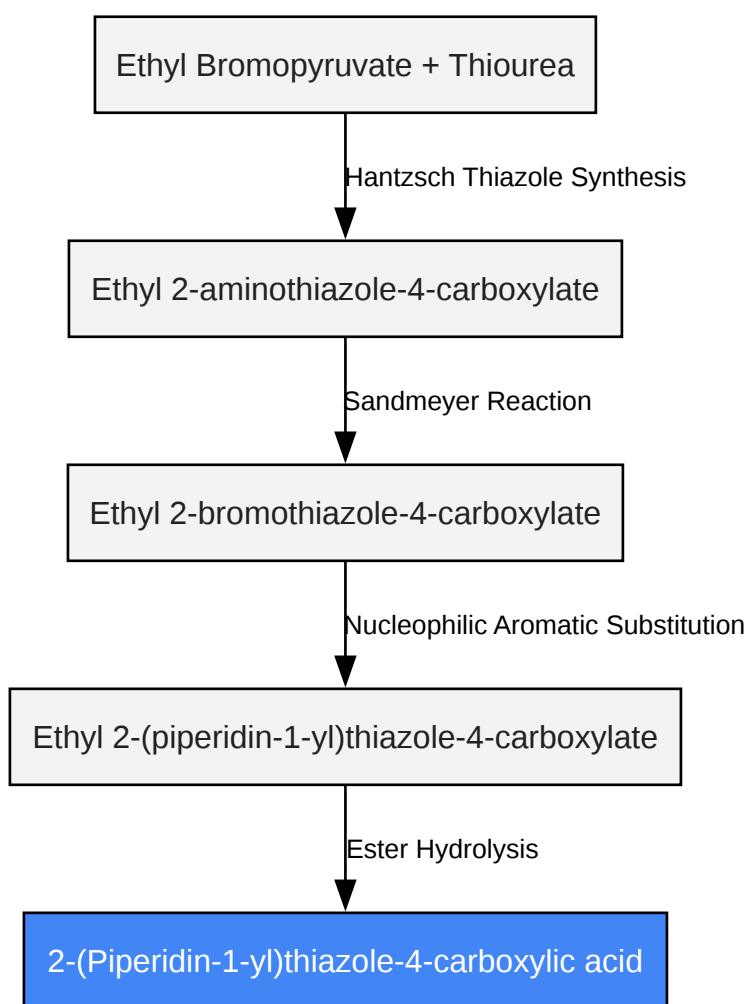 Ethyl Bromopyruvate + Thiourea
Hantzsch Thiazole Synthesis
Ethyl 2-aminothiazole-4-carboxylate
Sandmeyer Reaction
Ethyl 2-bromothiazole-4-carboxylate
Nucleophilic Aromatic Substitution
Ethyl 2-(piperidin-1-yl)thiazole-4-carboxylate
Ester Hydrolysis
2-(Piperidin-1-yl)thiazole-4-carboxylic acid